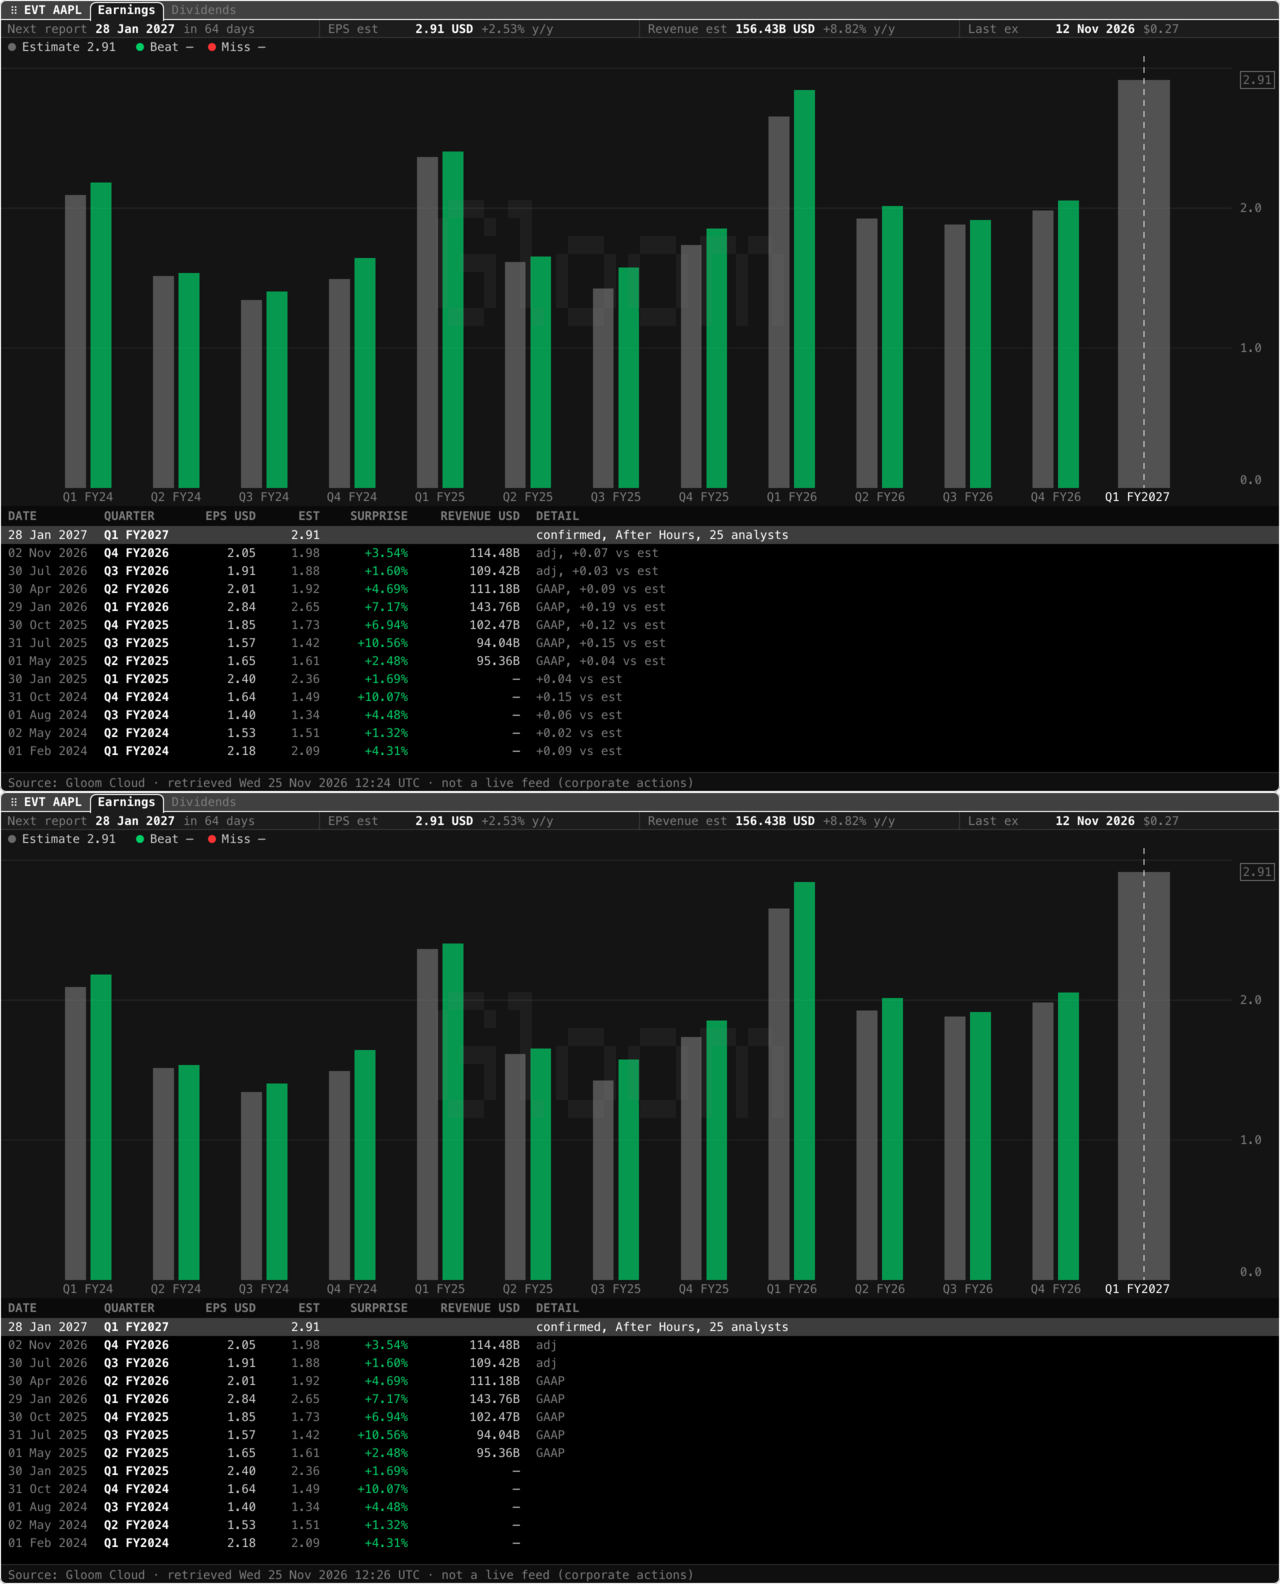 ⠿ EVT AAPL Earnings Dividends
Next report 28 Jan 2027 in 64 days EPS est 2.91 USD +2.53% y/y Revenue est 156.43B USD +8.82% y/y Last ex 12 Nov 2026 $0.27
Estimate 2.91 Beat — Miss —
2.91
2.0
Gloom
1.0
0.0
Q1 FY24 Q2 FY24 Q3 FY24 Q4 FY24 Q1 FY25 Q2 FY25 Q3 FY25 Q4 FY25 Q1 FY26 Q2 FY26 Q3 FY26 Q4 FY26 Q1 FY2027
DATE QUARTER EPS USD EST SURPRISE REVENUE USD DETAIL
28 Jan 2027 Q1 FY2027 2.91 confirmed, After Hours, 25 analysts
02 Nov 2026 Q4 FY2026 2.05 1.98 +3.54% 114.48B adj, +0.07 vs est
30 Jul 2026 Q3 FY2026 1.91 1.88 +1.60% 109.42B adj, +0.03 vs est
30 Apr 2026 Q2 FY2026 2.01 1.92 +4.69% 111.18B GAAP, +0.09 vs est
29 Jan 2026 Q1 FY2026 2.84 2.65 +7.17% 143.76B GAAP, +0.19 vs est
30 Oct 2025 Q4 FY2025 1.85 1.73 +6.94% 102.47B GAAP, +0.12 vs est
31 Jul 2025 Q3 FY2025 1.57 1.42 +10.56% 94.04B GAAP, +0.15 vs est
01 May 2025 Q2 FY2025 1.65 1.61 +2.48% 95.36B GAAP, +0.04 vs est
30 Jan 2025 Q1 FY2025 2.40 2.36 +1.69% — +0.04 vs est
31 Oct 2024 Q4 FY2024 1.64 1.49 +10.07% — +0.15 vs est
01 Aug 2024 Q3 FY2024 1.40 1.34 +4.48% — +0.06 vs est
02 May 2024 Q2 FY2024 1.53 1.51 +1.32% — +0.02 vs est
01 Feb 2024 Q1 FY2024 2.18 2.09 +4.31% — +0.09 vs est
Source: Gloom Cloud · retrieved Wed 25 Nov 2026 12:24 UTC · not a live feed (corporate actions)
⠿ EVT AAPL Earnings Dividends
Next report 28 Jan 2027 in 64 days EPS est 2.91 USD +2.53% y/y Revenue est 156.43B USD +8.82% y/y Last ex 12 Nov 2026 $0.27
Estimate 2.91 Beat — Miss —
2.91
2.0
Gloom
1.0
0.0
Q1 FY24 Q2 FY24 Q3 FY24 Q4 FY24 Q1 FY25 Q2 FY25 Q3 FY25 Q4 FY25 Q1 FY26 Q2 FY26 Q3 FY26 Q4 FY26 Q1 FY2027
DATE QUARTER EPS USD EST SURPRISE REVENUE USD DETAIL
28 Jan 2027 Q1 FY2027 2.91 confirmed, After Hours, 25 analysts
02 Nov 2026 Q4 FY2026 2.05 1.98 +3.54% 114.48B adj
30 Jul 2026 Q3 FY2026 1.91 1.88 +1.60% 109.42B adj
30 Apr 2026 Q2 FY2026 2.01 1.92 +4.69% 111.18B GAAP
29 Jan 2026 Q1 FY2026 2.84 2.65 +7.17% 143.76B GAAP
30 Oct 2025 Q4 FY2025 1.85 1.73 +6.94% 102.47B GAAP
31 Jul 2025 Q3 FY2025 1.57 1.42 +10.56% 94.04B GAAP
01 May 2025 Q2 FY2025 1.65 1.61 +2.48% 95.36B GAAP
30 Jan 2025 Q1 FY2025 2.40 2.36 +1.69% —
31 Oct 2024 Q4 FY2024 1.64 1.49 +10.07% —
01 Aug 2024 Q3 FY2024 1.40 1.34 +4.48% —
02 May 2024 Q2 FY2024 1.53 1.51 +1.32% —
01 Feb 2024 Q1 FY2024 2.18 2.09 +4.31% —
Source: Gloom Cloud · retrieved Wed 25 Nov 2026 12:26 UTC · not a live feed (corporate actions)